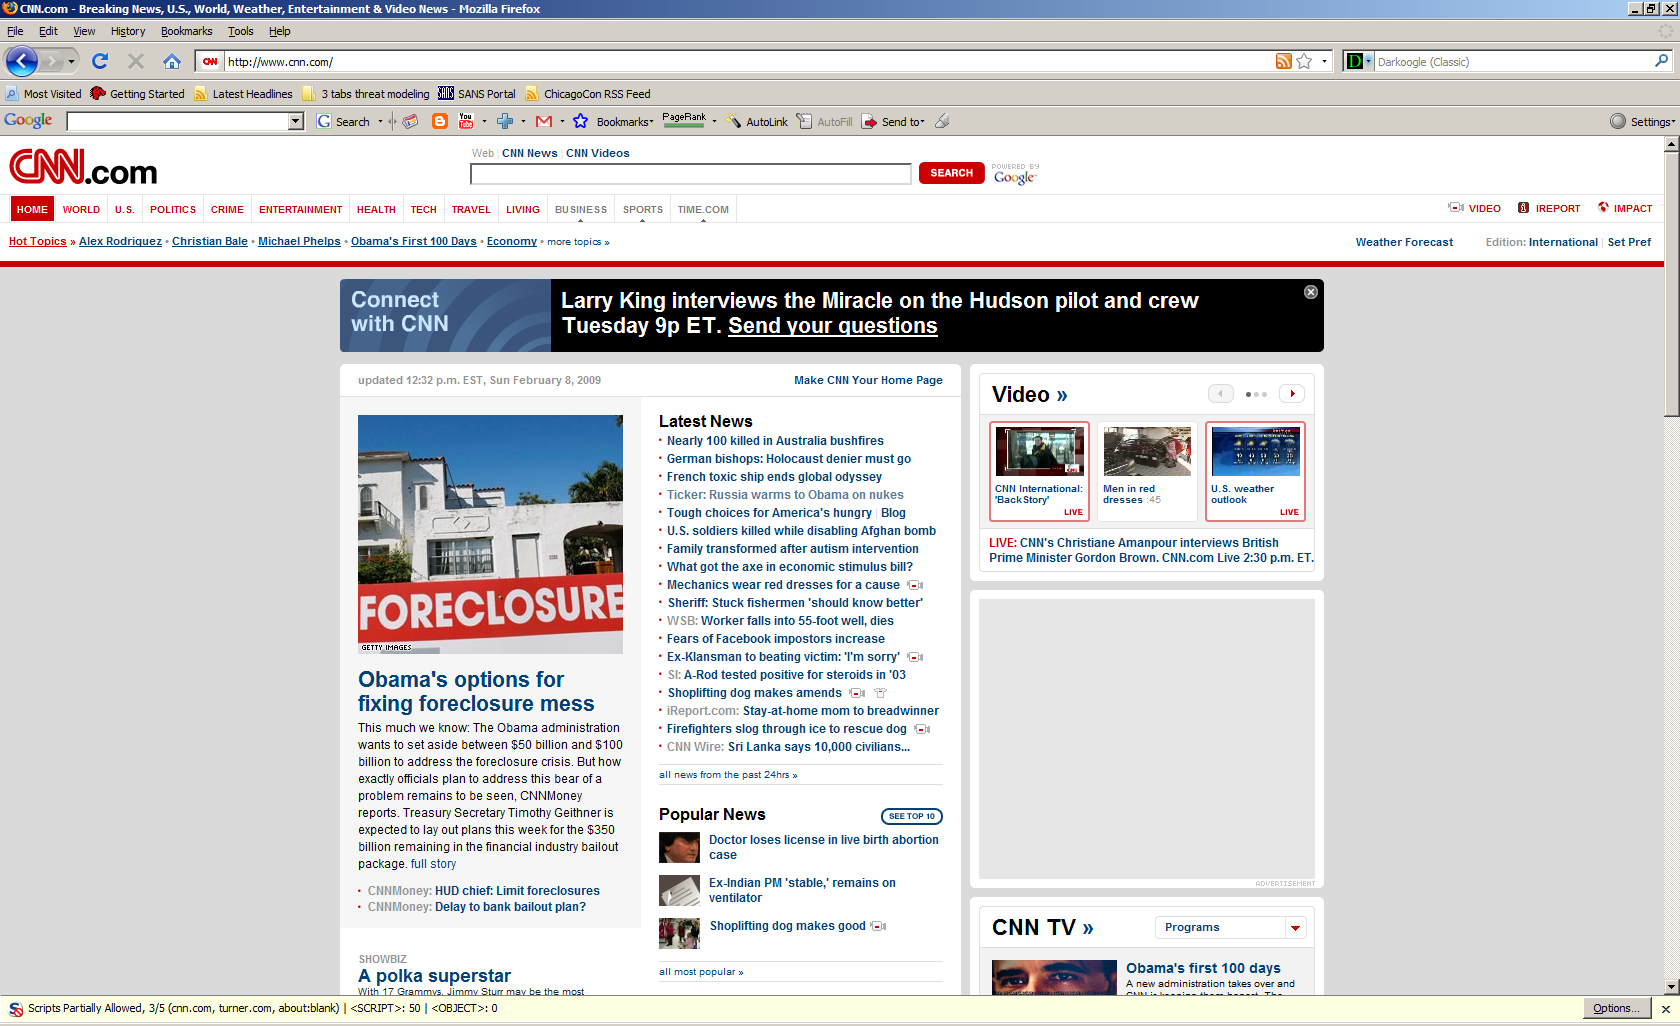 CNN.com - Breaking News, U.S., World, Weather, Entertainment & Video News - Mozilla Firefox
File Edit View History Bookmarks Tools Help
CNN http://www.cnn.com/ D Darkoogle (Classic)
Most Visited Getting Started Latest Headlines 3 tabs threat modeling SANS SANS Portal ChicagoCon RSS Feed
Google G Search You Tube Bookmarks PageRank AutoLink AutoFill Send to Settings
CNN.com
Web | CNN News | CNN Videos
SEARCH POWERED BY Google
HOME WORLD U.S. POLITICS CRIME ENTERTAINMENT HEALTH TECH TRAVEL LIVING BUSINESS SPORTS TIME.COM VIDEO IREPORT IMPACT
Hot Topics » Alex Rodriguez • Christian Bale • Michael Phelps • Obama's First 100 Days • Economy • more topics » Weather Forecast Edition: International | Set Pref
Connect
with CNN
Larry King interviews the Miracle on the Hudson pilot and crew
Tuesday 9p ET. Send your questions
updated 12:32 p.m. EST, Sun February 8, 2009 Make CNN Your Home Page
FORECLOSURE
GETTY IMAGES
Obama's options for
fixing foreclosure mess
This much we know: The Obama administration
wants to set aside between $50 billion and $100
billion to address the foreclosure crisis. But how
exactly officials plan to address this bear of a
problem remains to be seen, CNNMoney
reports. Treasury Secretary Timothy Geithner is
expected to lay out plans this week for the $350
billion remaining in the financial industry bailout
package. full story
• CNNMoney: HUD chief: Limit foreclosures
• CNNMoney: Delay to bank bailout plan?
SHOWBIZ
A polka superstar
With 17 Grammys, Jimmy Sturr may be the most
Latest News
• Nearly 100 killed in Australia bushfires
• German bishops: Holocaust denier must go
• French toxic ship ends global odyssey
• Ticker: Russia warms to Obama on nukes
• Tough choices for America's hungry | Blog
• U.S. soldiers killed while disabling Afghan bomb
• Family transformed after autism intervention
• What got the axe in economic stimulus bill?
• Mechanics wear red dresses for a cause
• Sheriff: Stuck fishermen 'should know better'
• WSB: Worker falls into 55-foot well, dies
• Fears of Facebook impostors increase
• Ex-Klansman to beating victim: 'I'm sorry'
• SI: A-Rod tested positive for steroids in '03
• Shoplifting dog makes amends
• iReport.com: Stay-at-home mom to breadwinner
• Firefighters slog through ice to rescue dog
• CNN Wire: Sri Lanka says 10,000 civilians...
all news from the past 24hrs »
Popular News SEE TOP 10
Doctor loses license in live birth abortion
case
Ex-Indian PM 'stable,' remains on
ventilator
Shoplifting dog makes good
all most popular »
Video »
CNN International:
'BackStory'
LIVE
Men in red
dresses :45
U.S. weather
outlook
LIVE
LIVE: CNN's Christiane Amanpour interviews British
Prime Minister Gordon Brown. CNN.com Live 2:30 p.m. ET.
ADVERTISEMENT
CNN TV » Programs
Obama's first 100 days
A new administration takes over and
CNN is keeping them honest. The
Scripts Partially Allowed, 3/5 (cnn.com, turner.com, about:blank) | <SCRIPT>: 50 | <OBJECT>: 0 Options...